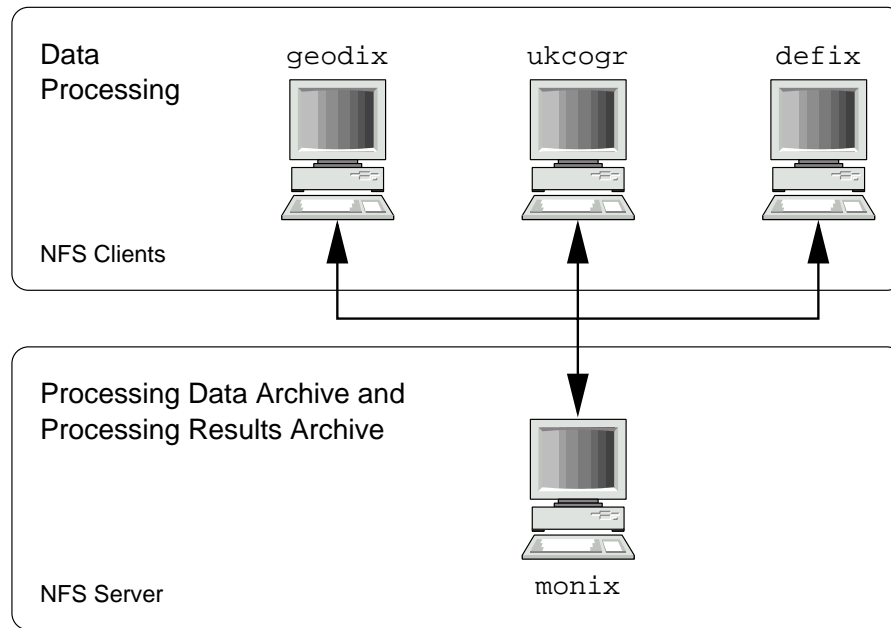 Data
Processing
geodix
ukcogr
defix
NFS Clients
Processing Data Archive and
Processing Results Archive
monix
NFS Server